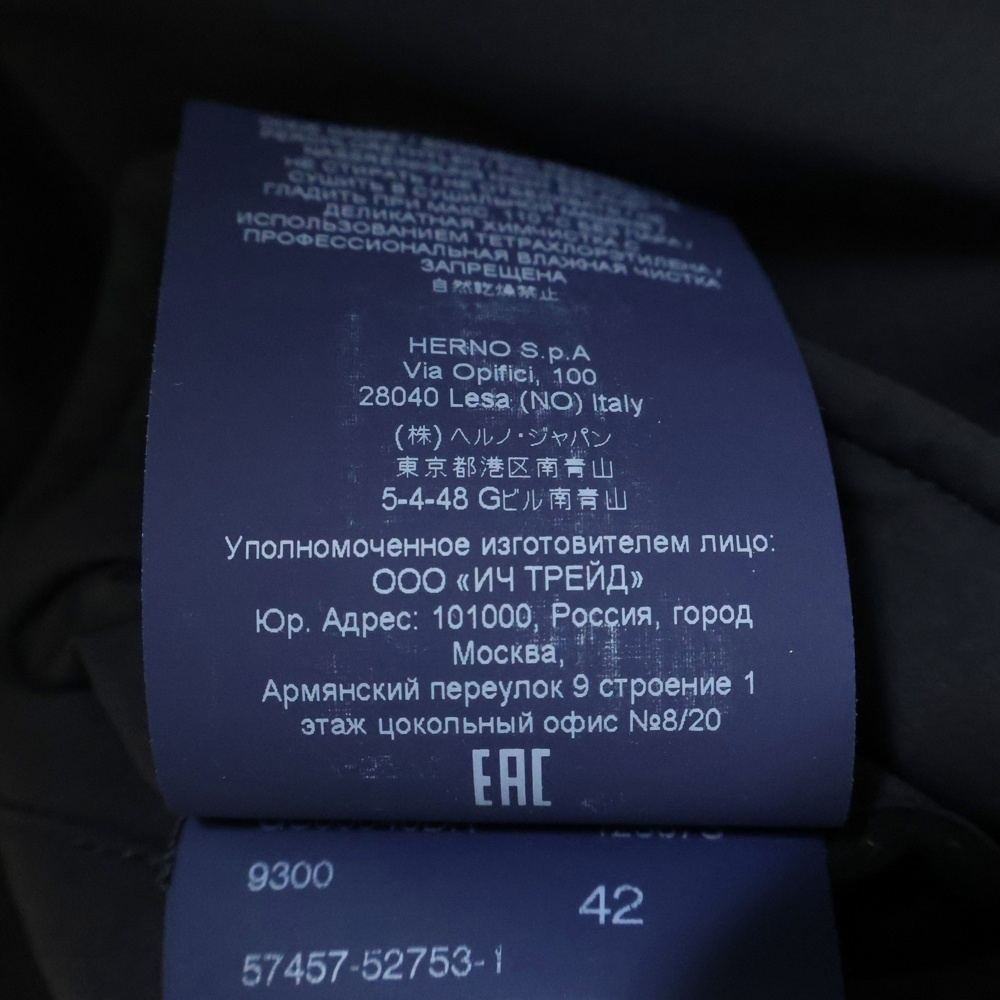 НЕ СТИРАТЬ / НЕ
СУШИТЬ В
ГЛАДИТЬ ПРИ МАКС. 110
ДЕЛИКАТНАЯ ХИМЧИСТКА С
ИСПОЛЬЗОВАНИЕМ ТЕТРАХЛОРЭТИЛЕНА /
ПРОФЕССИОНАЛЬНАЯ ВЛАЖНАЯ ЧИСТКА
ЗАПРЕЩЕНА
自然乾燥禁止
HERNO S.p.A
Via Opifici, 100
28040 Lesa (NO) Italy
(株) ヘルノ・ジャパン
東京都港区南青山
5-4-48 Gビル南青山
Уполномоченное изготовителем лицо:
ООО «ИЧ ТРЕЙД»
Юр. Адрес: 101000, Россия, город
Москва,
Армянский переулок 9 строение 1
этаж цокольный офис №8/20
EAC
9300
42
57457-52753-1